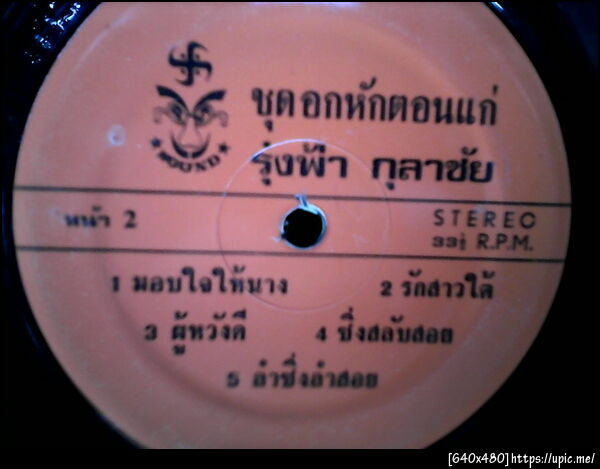 ชุดอกหักตอนแก่
SOUND
รุ่งฟ้า กุลาชัย
หน้า 2
STEREO
33⅓ R.P.M.
1 มอบใจให้นาง 2 รักสาวใต้
3 ผู้หวังดี 4 ซิ่งสลับสอย
5 ลำซิ่งลำสอย
[640x480]https://upic.me/